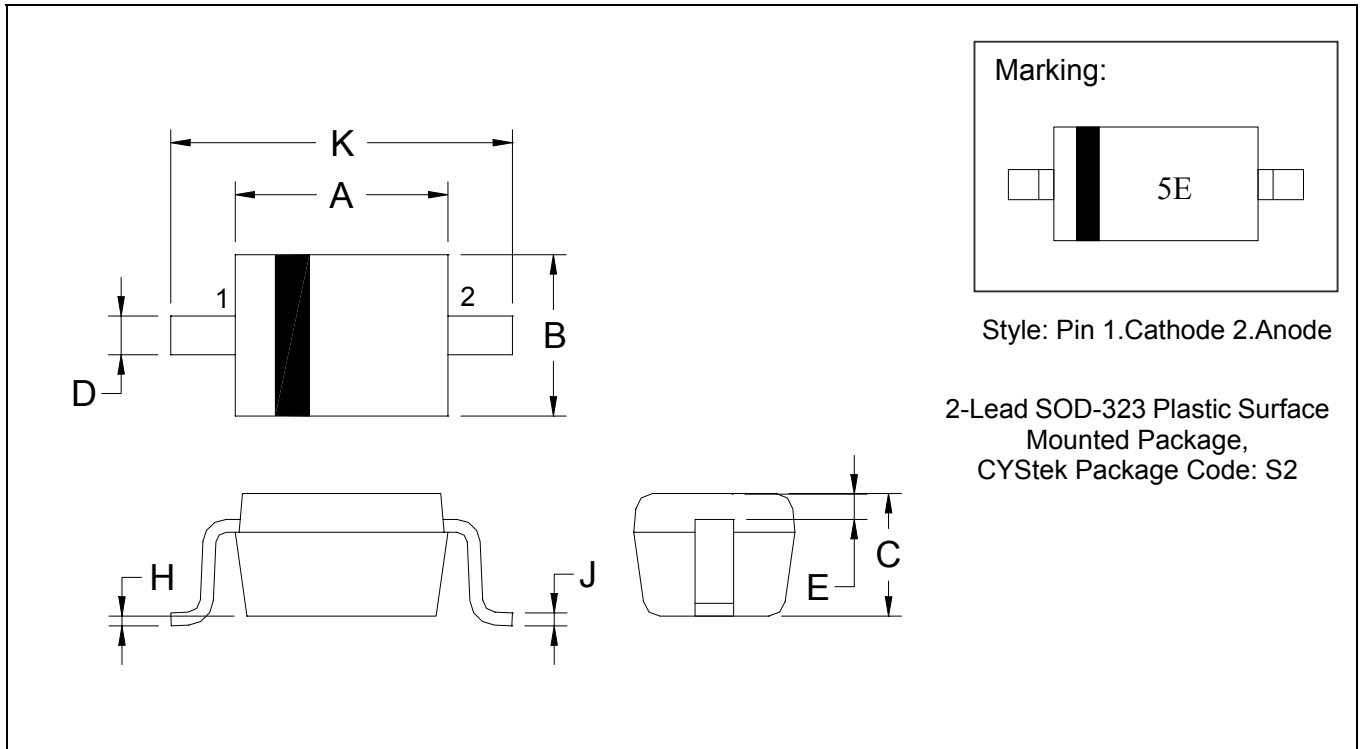 Marking:
5E
Style: Pin 1.Cathode 2.Anode
2-Lead SOD-323 Plastic Surface
Mounted Package,
CYStek Package Code: S2
K
A
1
2
B
D
H
J
E
C